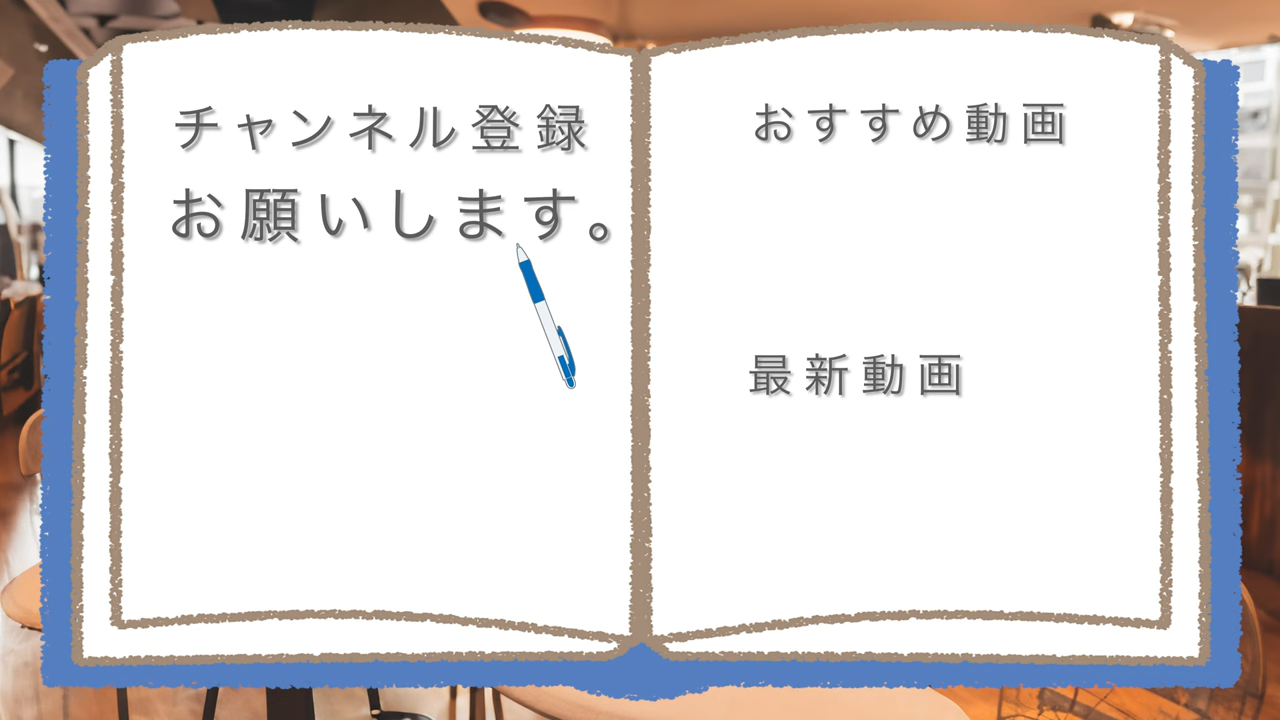 チャンネル登録
お願いします。
おすすめ動画
最新動画